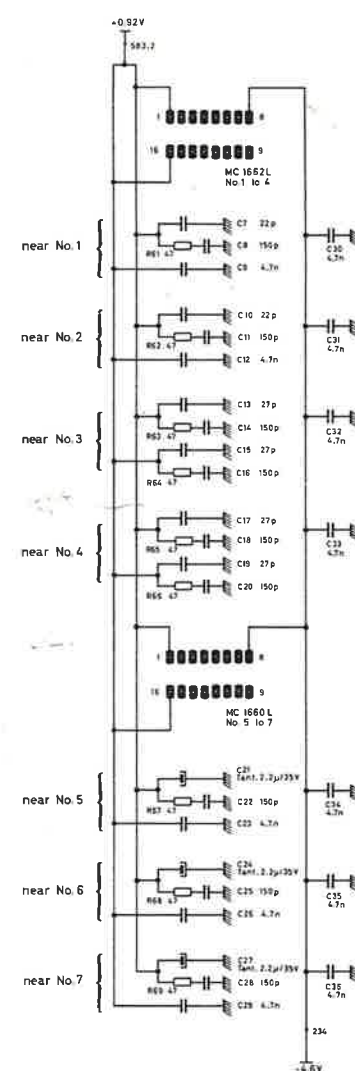 +0.92V
583.2
1 8
16 9
MC 1662L
No.1 to 4
near No.1
C7 22p
R61 47 C8 150p
C9 4.7n
C30
4.7n
near No.2
C10 22p
R62 47 C11 150p
C12 4.7n
C31
4.7n
near No.3
C13 27p
R63 47 C14 150p
C15 27p
R64 47 C16 150p
C32
4.7n
near No.4
C17 27p
R65 47 C18 150p
C19 27p
R66 47 C20 150p
C33
4.7n
1 8
16 9
MC 1660L
No.5 to 7
near No.5
C21
Tant. 2.2µ/35V
R67 47 C22 150p
C23 4.7n
C34
4.7n
near No.6
C24
Tant. 2.2µ/35V
R68 47 C25 150p
C26 4.7n
C35
4.7n
near No.7
C27
Tant. 2.2µ/35V
R69 47 C28 150p
C29 4.7n
C36
4.7n
234
-4.6V